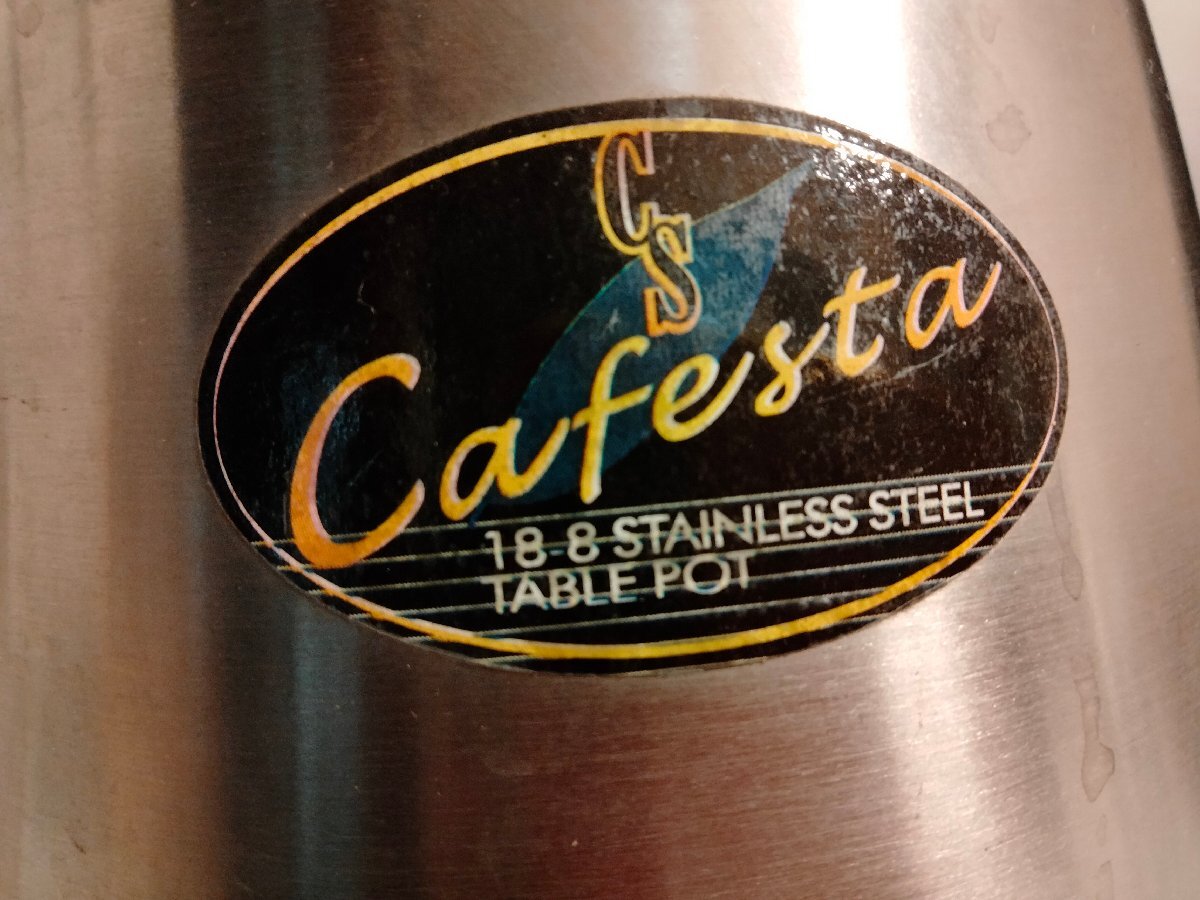 CS
Cafesta
18-8 STAINLESS STEEL
TABLE POT